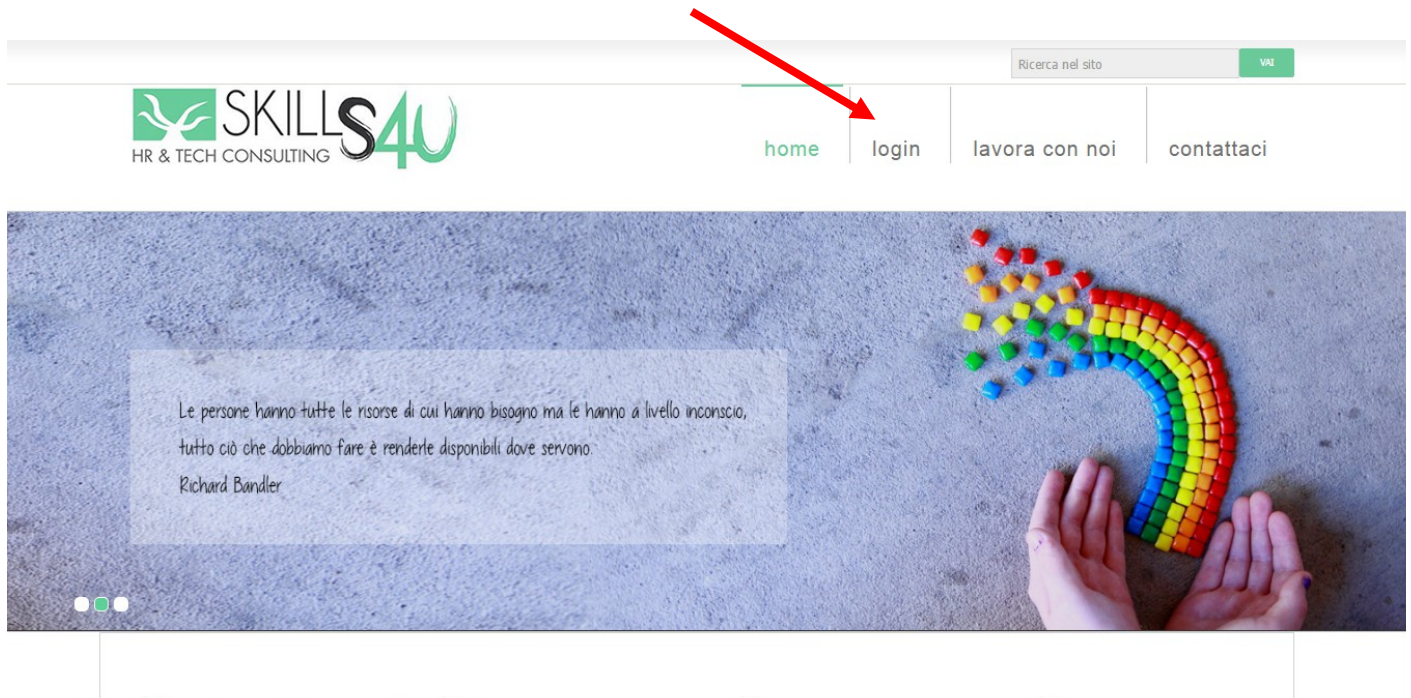 Ricerca nel sito
VAI
SKILLS4U
HR & TECH CONSULTING
home
login
lavora con noi
contattaci
Le persone hanno tutte le risorse di cui hanno bisogno ma le hanno a livello inconscio,
tutto ciò che dobbiamo fare è renderle disponibili dove servono.
Richard Bandler